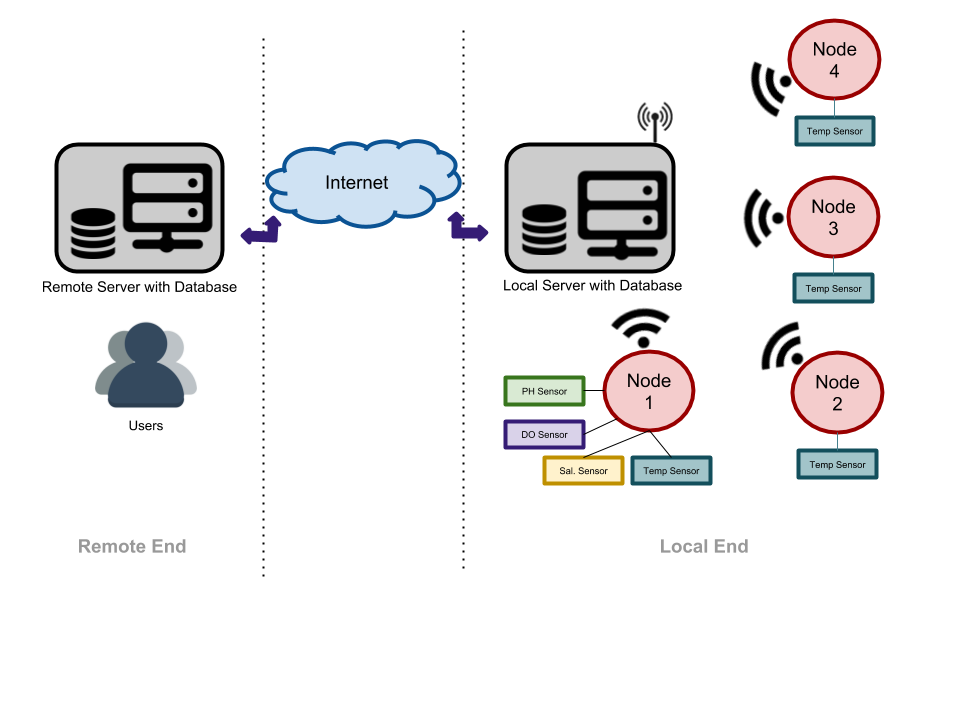 Node
4
Temp Sensor
Internet
Node
3
Temp Sensor
Remote Server with Database
Local Server with Database
Users
Node
1
PH Sensor
DO Sensor
Sal. Sensor
Temp Sensor
Node
2
Temp Sensor
Remote End
Local End